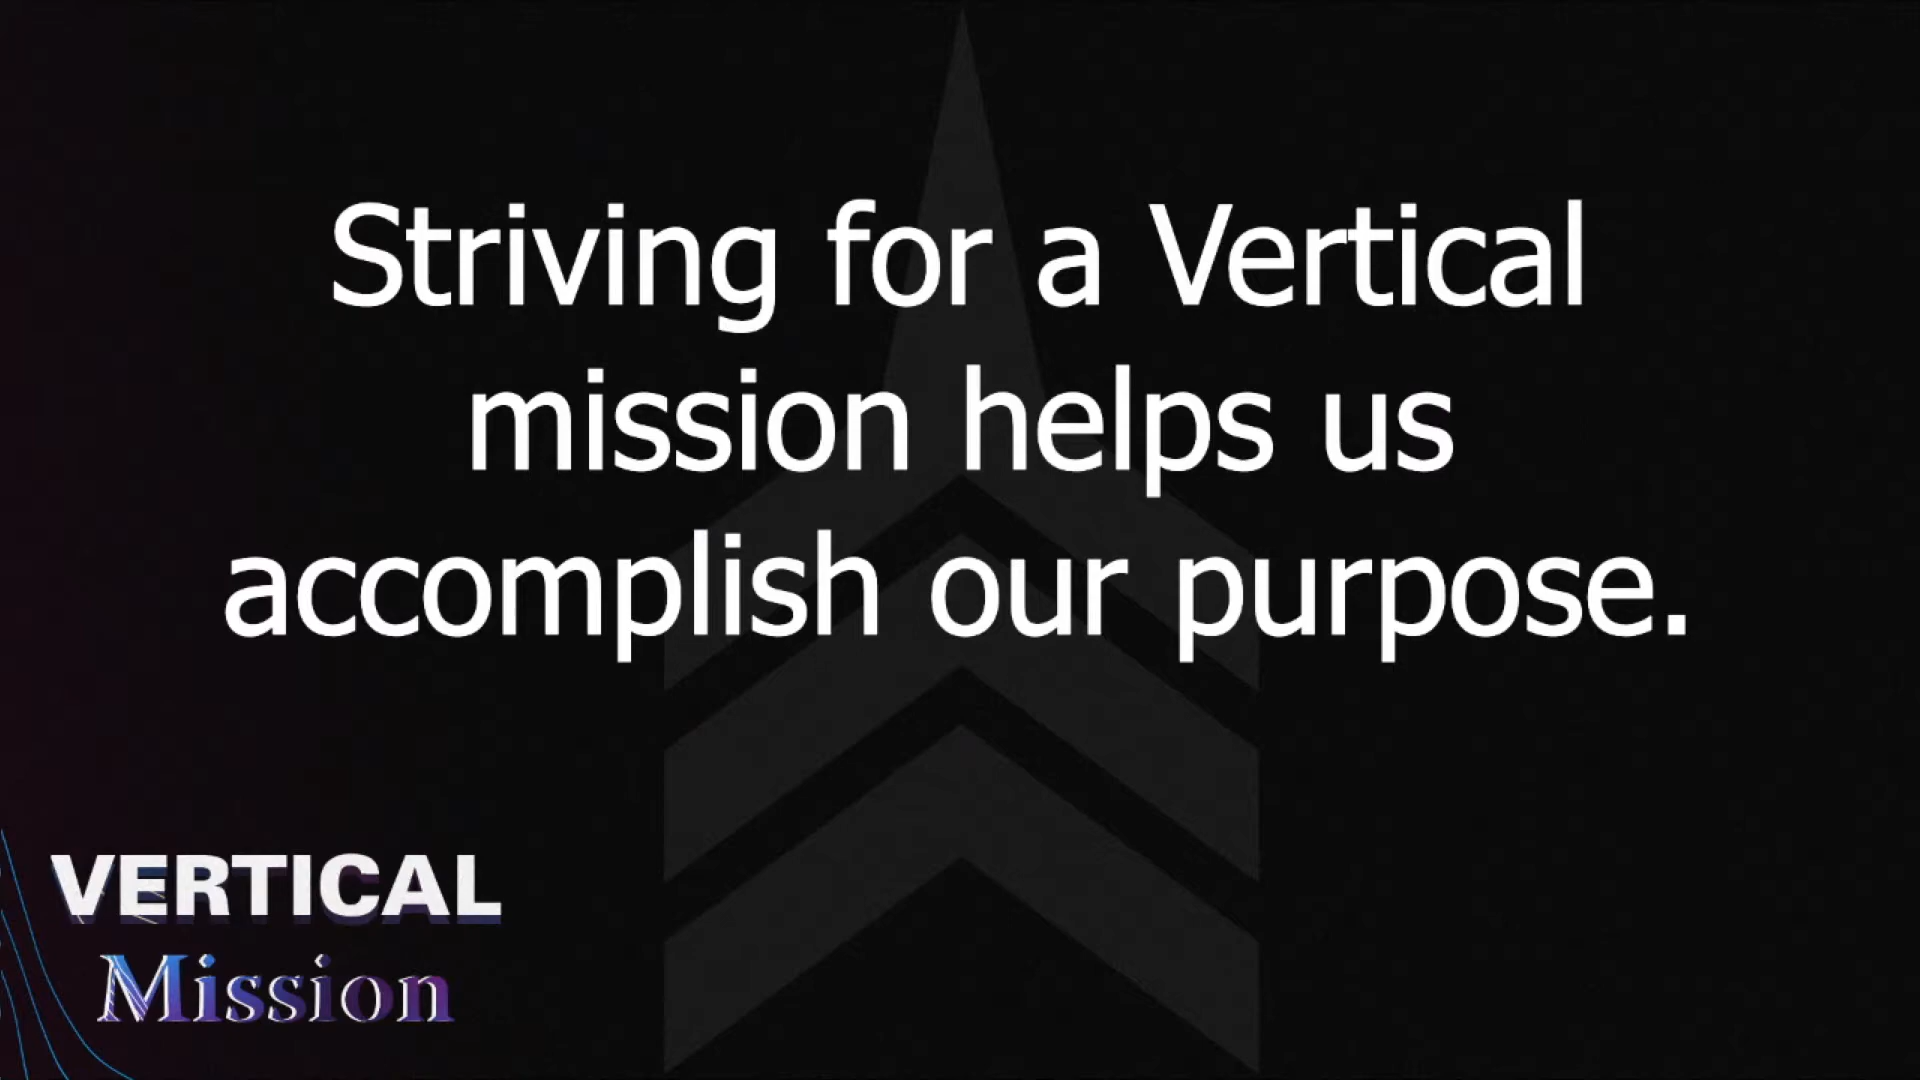 Striving for a Vertical
mission helps us
accomplish our purpose.
VERTICAL
Mission